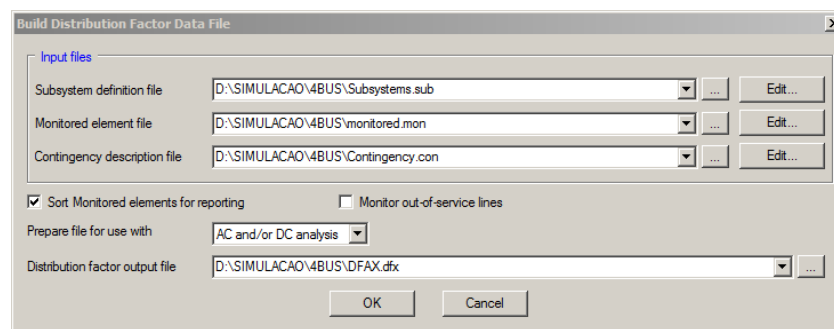 Build Distribution Factor Data File
Input files
Subsystem definition file D:\SIMULACAO\4BUS\Subsystems.sub ... Edit...
Monitored element file D:\SIMULACAO\4BUS\monitored.mon ... Edit...
Contingency description file D:\SIMULACAO\4BUS\Contingency.con ... Edit...
Sort Monitored elements for reporting Monitor out-of-service lines
Prepare file for use with AC and/or DC analysis
Distribution factor output file D:\SIMULACAO\4BUS\DFAX.dfx ...
OK Cancel